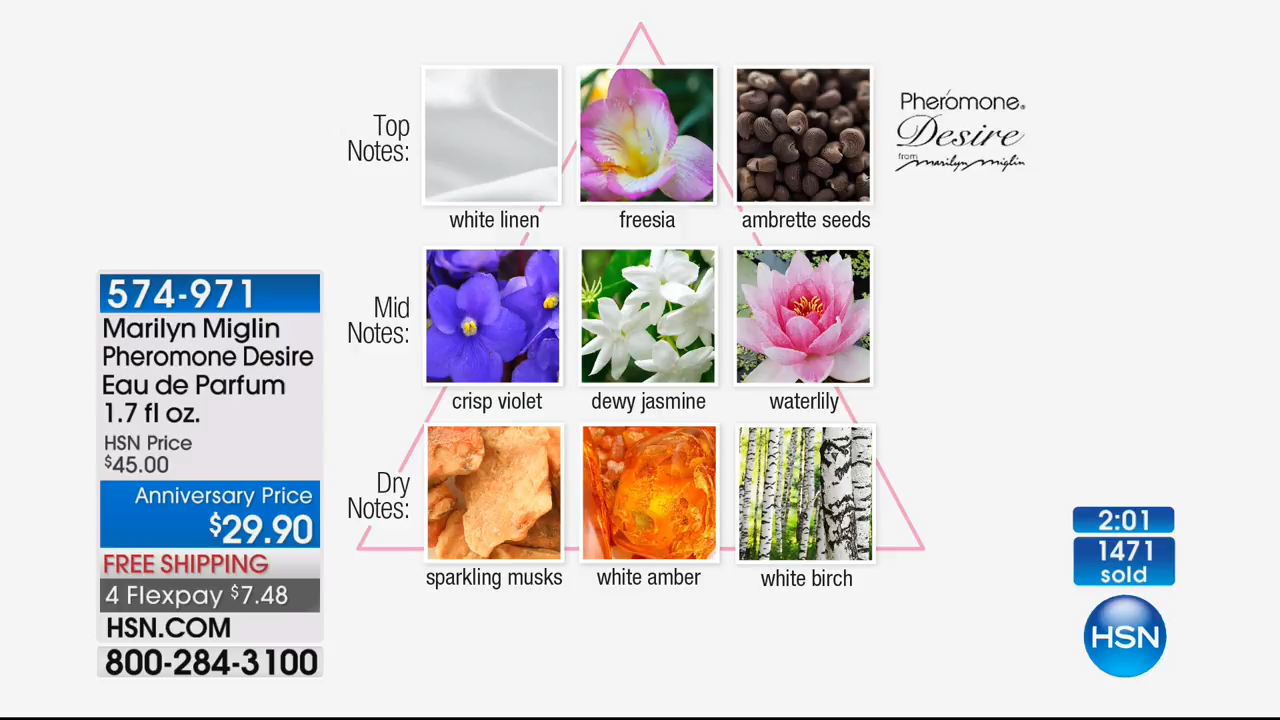 Top
Notes:
white linen
freesia
ambrette seeds
Pherómone®
Desire
from marilyn miglin
Mid
Notes:
crisp violet
dewy jasmine
waterlily
Dry
Notes:
sparkling musks
white amber
white birch
574-971
Marilyn Miglin
Pheromone Desire
Eau de Parfum
1.7 fl oz.
HSN Price
$45.00
Anniversary Price
$29.90
FREE SHIPPING
4 Flexpay $7.48
HSN.COM
800-284-3100
2:01
1471
sold
HSN